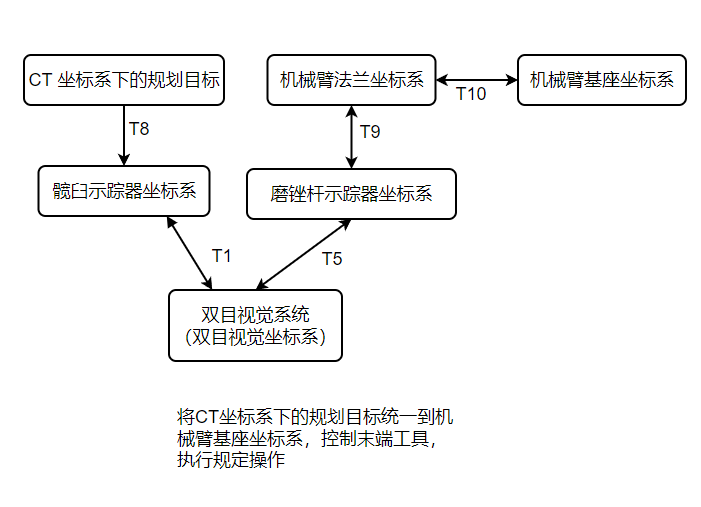 CT 坐标系下的规划目标
机械臂法兰坐标系
机械臂基座坐标系
T10
T8
T9
髋臼示踪器坐标系
磨锉杆示踪器坐标系
T1
T5
双目视觉系统
（双目视觉坐标系）
将CT坐标系下的规划目标统一到机
械臂基座坐标系，控制末端工具，
执行规定操作